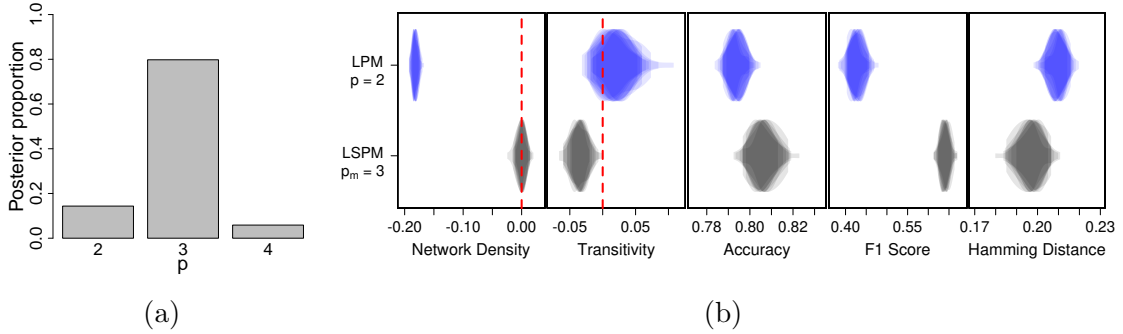 Posterior proportion
0.0 0.2 0.4 0.6 0.8 1.0
2 3 4
p
(a)
LPM
p = 2
LSPM
pₘ = 3
-0.20 -0.10 0.00
Network Density
-0.05 0.05
Transitivity
0.78 0.80 0.82
Accuracy
0.40 0.55
F1 Score
0.17 0.20 0.23
Hamming Distance
(b)